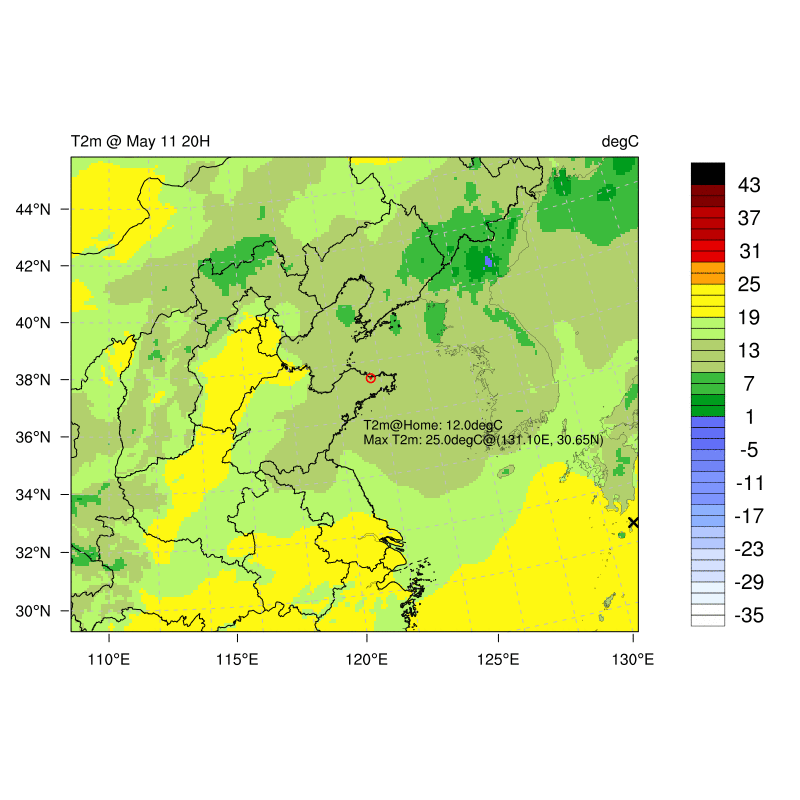 T2m @ May 11 20H
degC
44°N
42°N
40°N
38°N
36°N
34°N
32°N
30°N
110°E
115°E
120°E
125°E
130°E
T2m@Home: 12.0degC
Max T2m: 25.0degC@(131.10E, 30.65N)
43
37
31
25
19
13
7
1
-5
-11
-17
-23
-29
-35